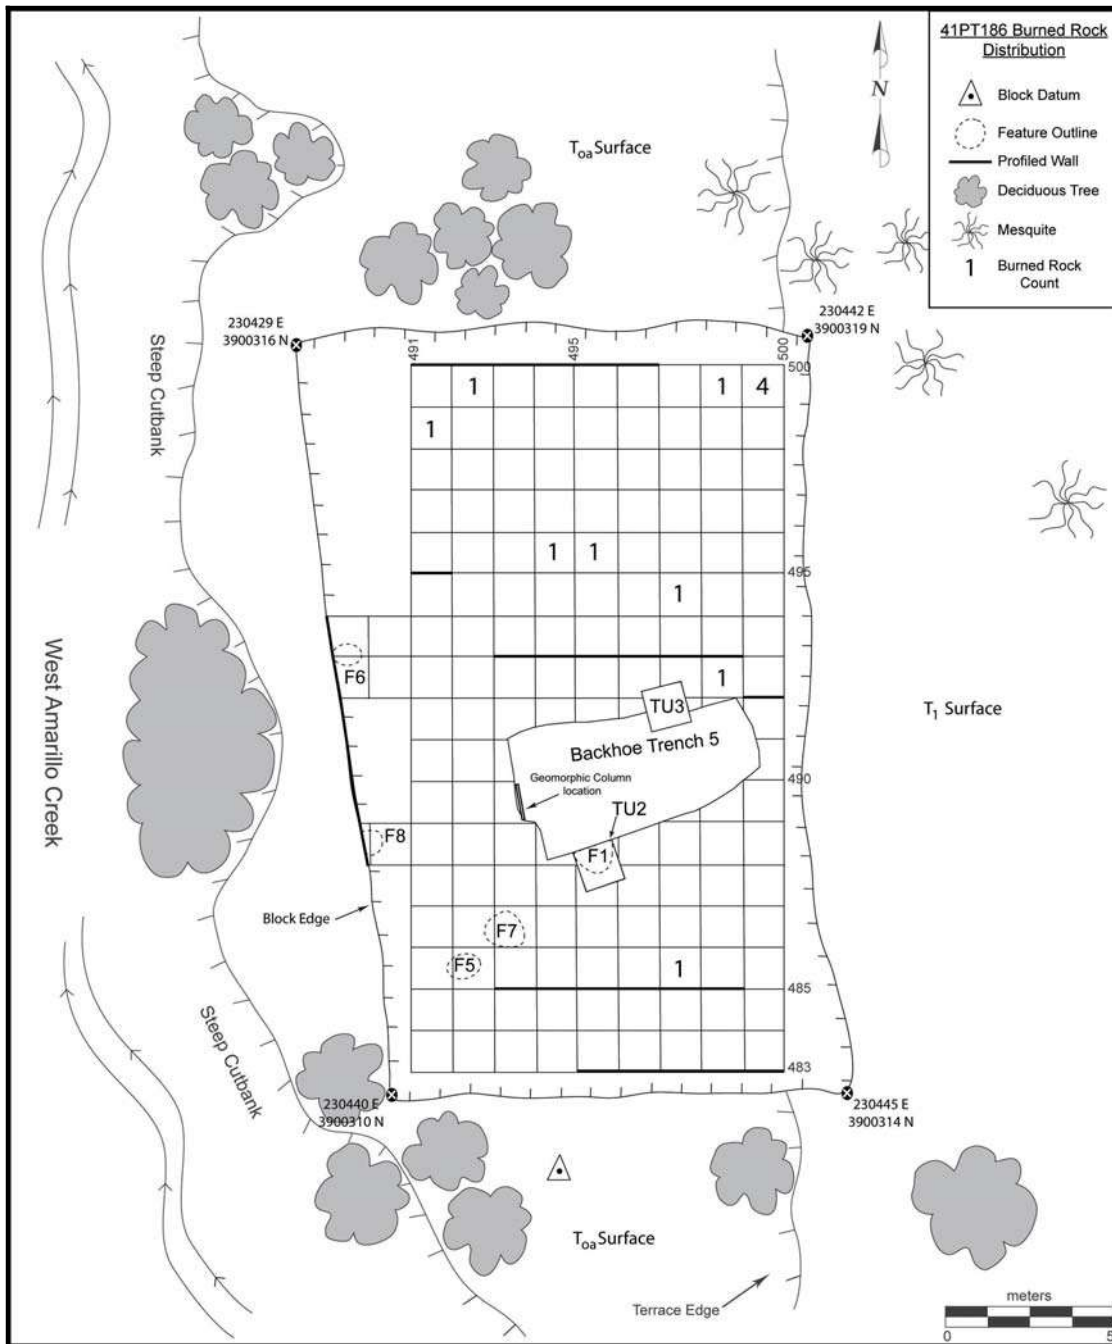 41PT186 Burned Rock
Distribution
Block Datum
Feature Outline
Profiled Wall
Deciduous Tree
Mesquite
1 Burned Rock
Count
N
Toa Surface
230429 E
3900316 N
230442 E
3900319 N
491
495
500
500
1
1
4
1
Steep Cutbank
1
1
495
1
West Amarillo Creek
F6
1
TU3
T1 Surface
Backhoe Trench 5
490
Geomorphic Column
location
TU2
F8
F1
Block Edge
F7
F5
1
485
Steep Cutbank
483
230440 E
3900310 N
230445 E
3900314 N
Toa Surface
Terrace Edge
meters
0
5